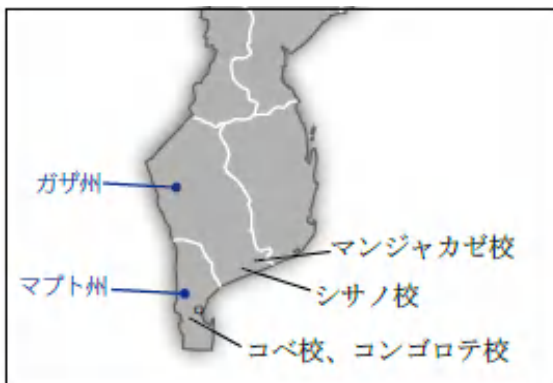 ガザ州
マンジャカゼ校
マプト州
シサノ校
コベ校、コンゴロテ校